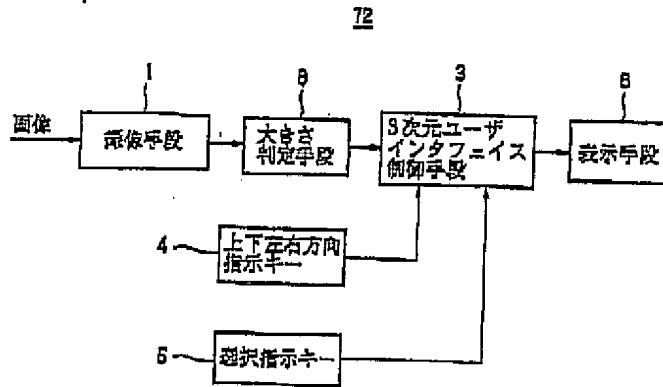 72
1
8
3
6
画像
撮像手段
大きさ
判定手段
3次元ユーザ
インタフェイス
制御手段
表示手段
4
上下左右方向
指示キー
5
選択指示キー